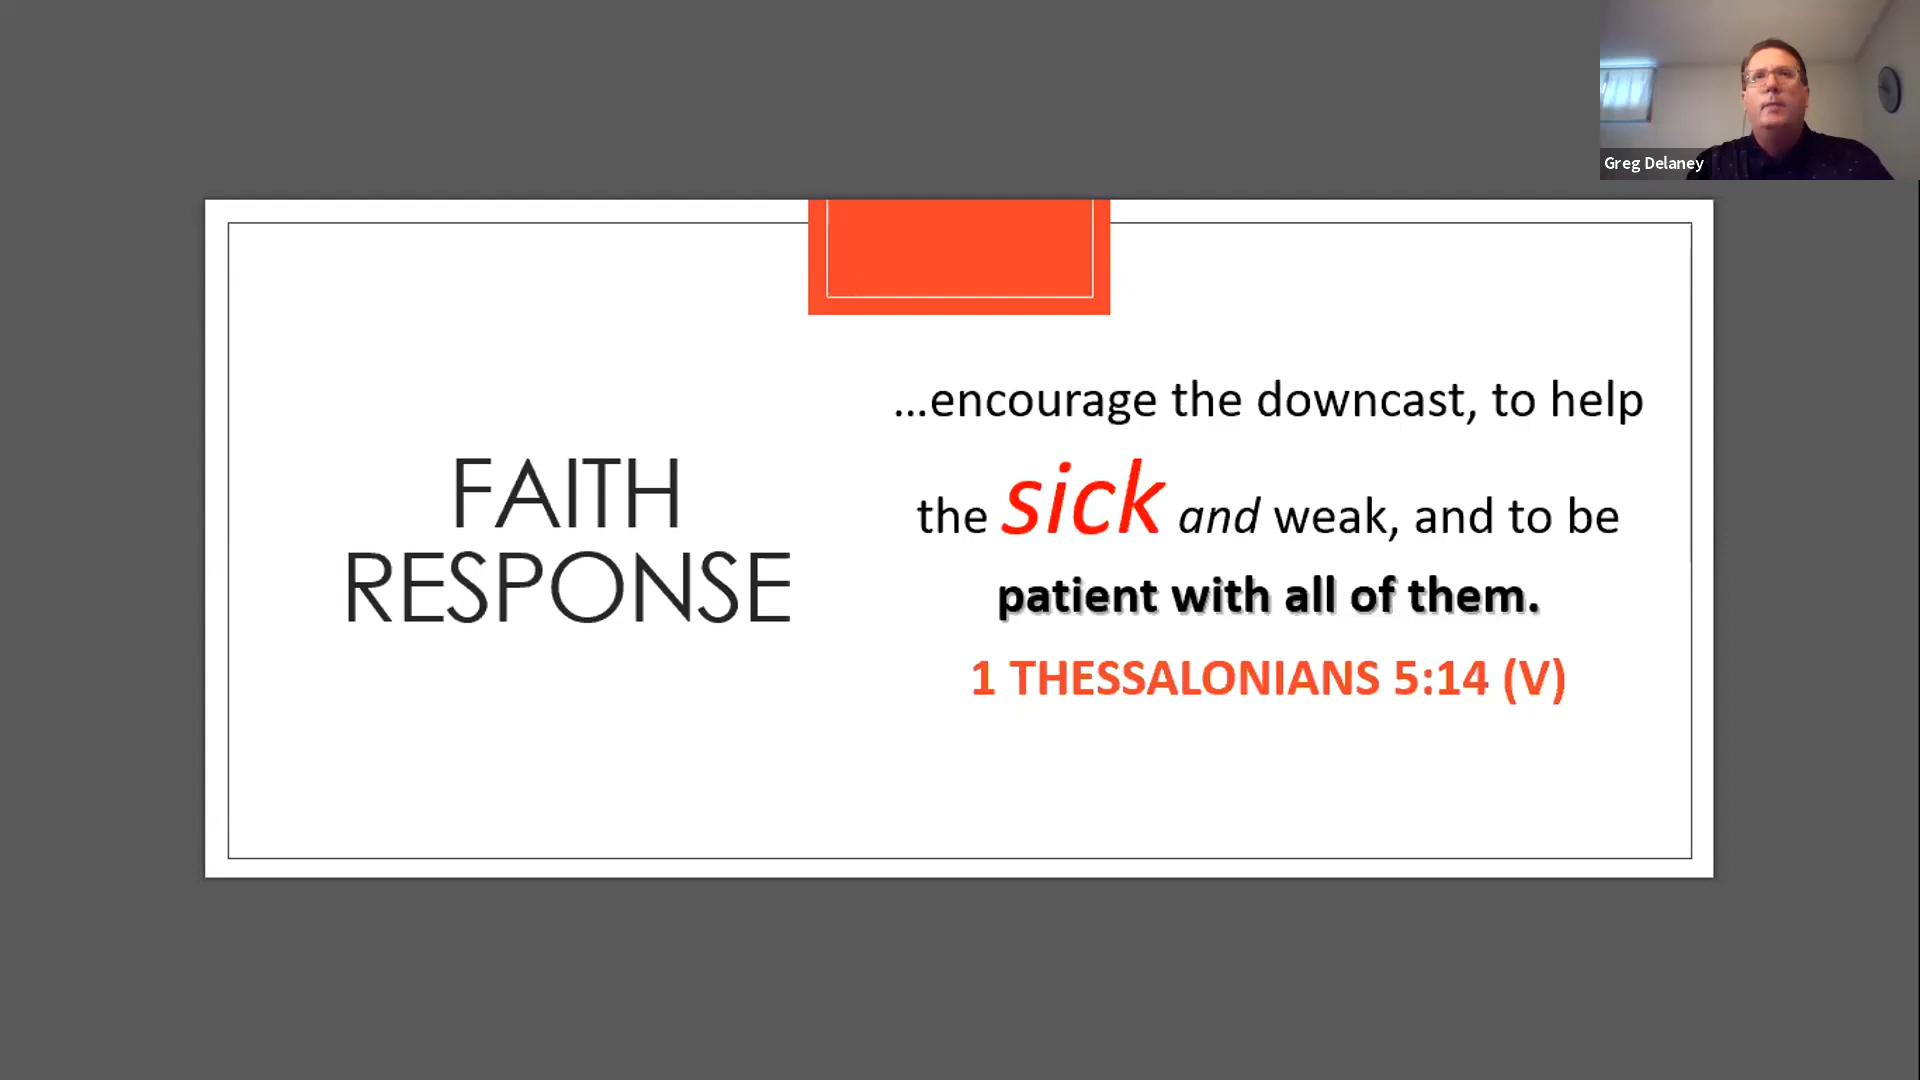 Greg Delaney
FAITH
RESPONSE
...encourage the downcast, to help
the sick and weak, and to be
patient with all of them.
1 THESSALONIANS 5:14 (V)